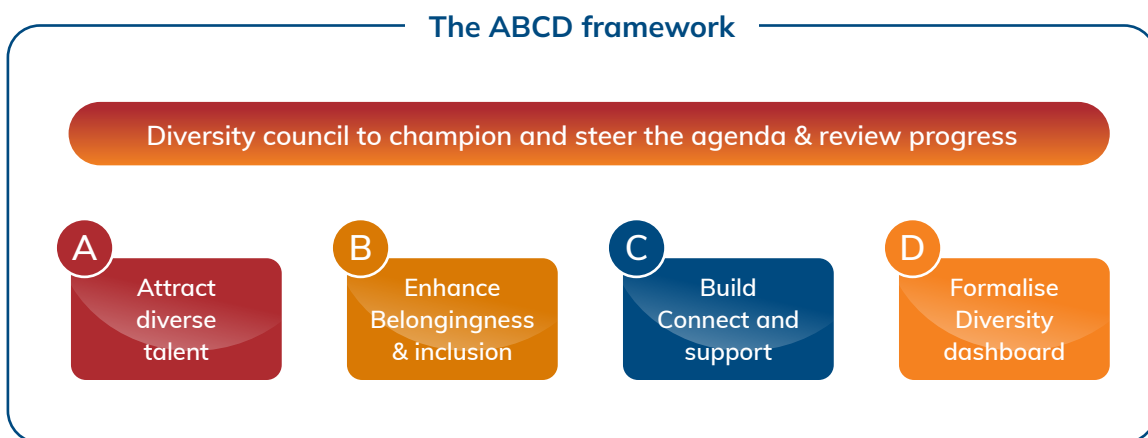 The ABCD framework
Diversity council to champion and steer the agenda & review progress
A
Attract
diverse
talent
B
Enhance
Belongingness
& inclusion
C
Build
Connect and
support
D
Formalise
Diversity
dashboard